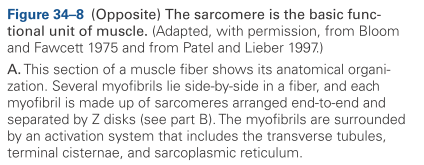 Figure 34–8 (Opposite) The sarcomere is the basic func-
tional unit of muscle. (Adapted, with permission, from Bloom
and Fawcett 1975 and from Patel and Lieber 1997.)
A. This section of a muscle fiber shows its anatomical organi-
zation. Several myofibrils lie side-by-side in a fiber, and each
myofibril is made up of sarcomeres arranged end-to-end and
separated by Z disks (see part B). The myofibrils are surrounded
by an activation system that includes the transverse tubules,
terminal cisternae, and sarcoplasmic reticulum.